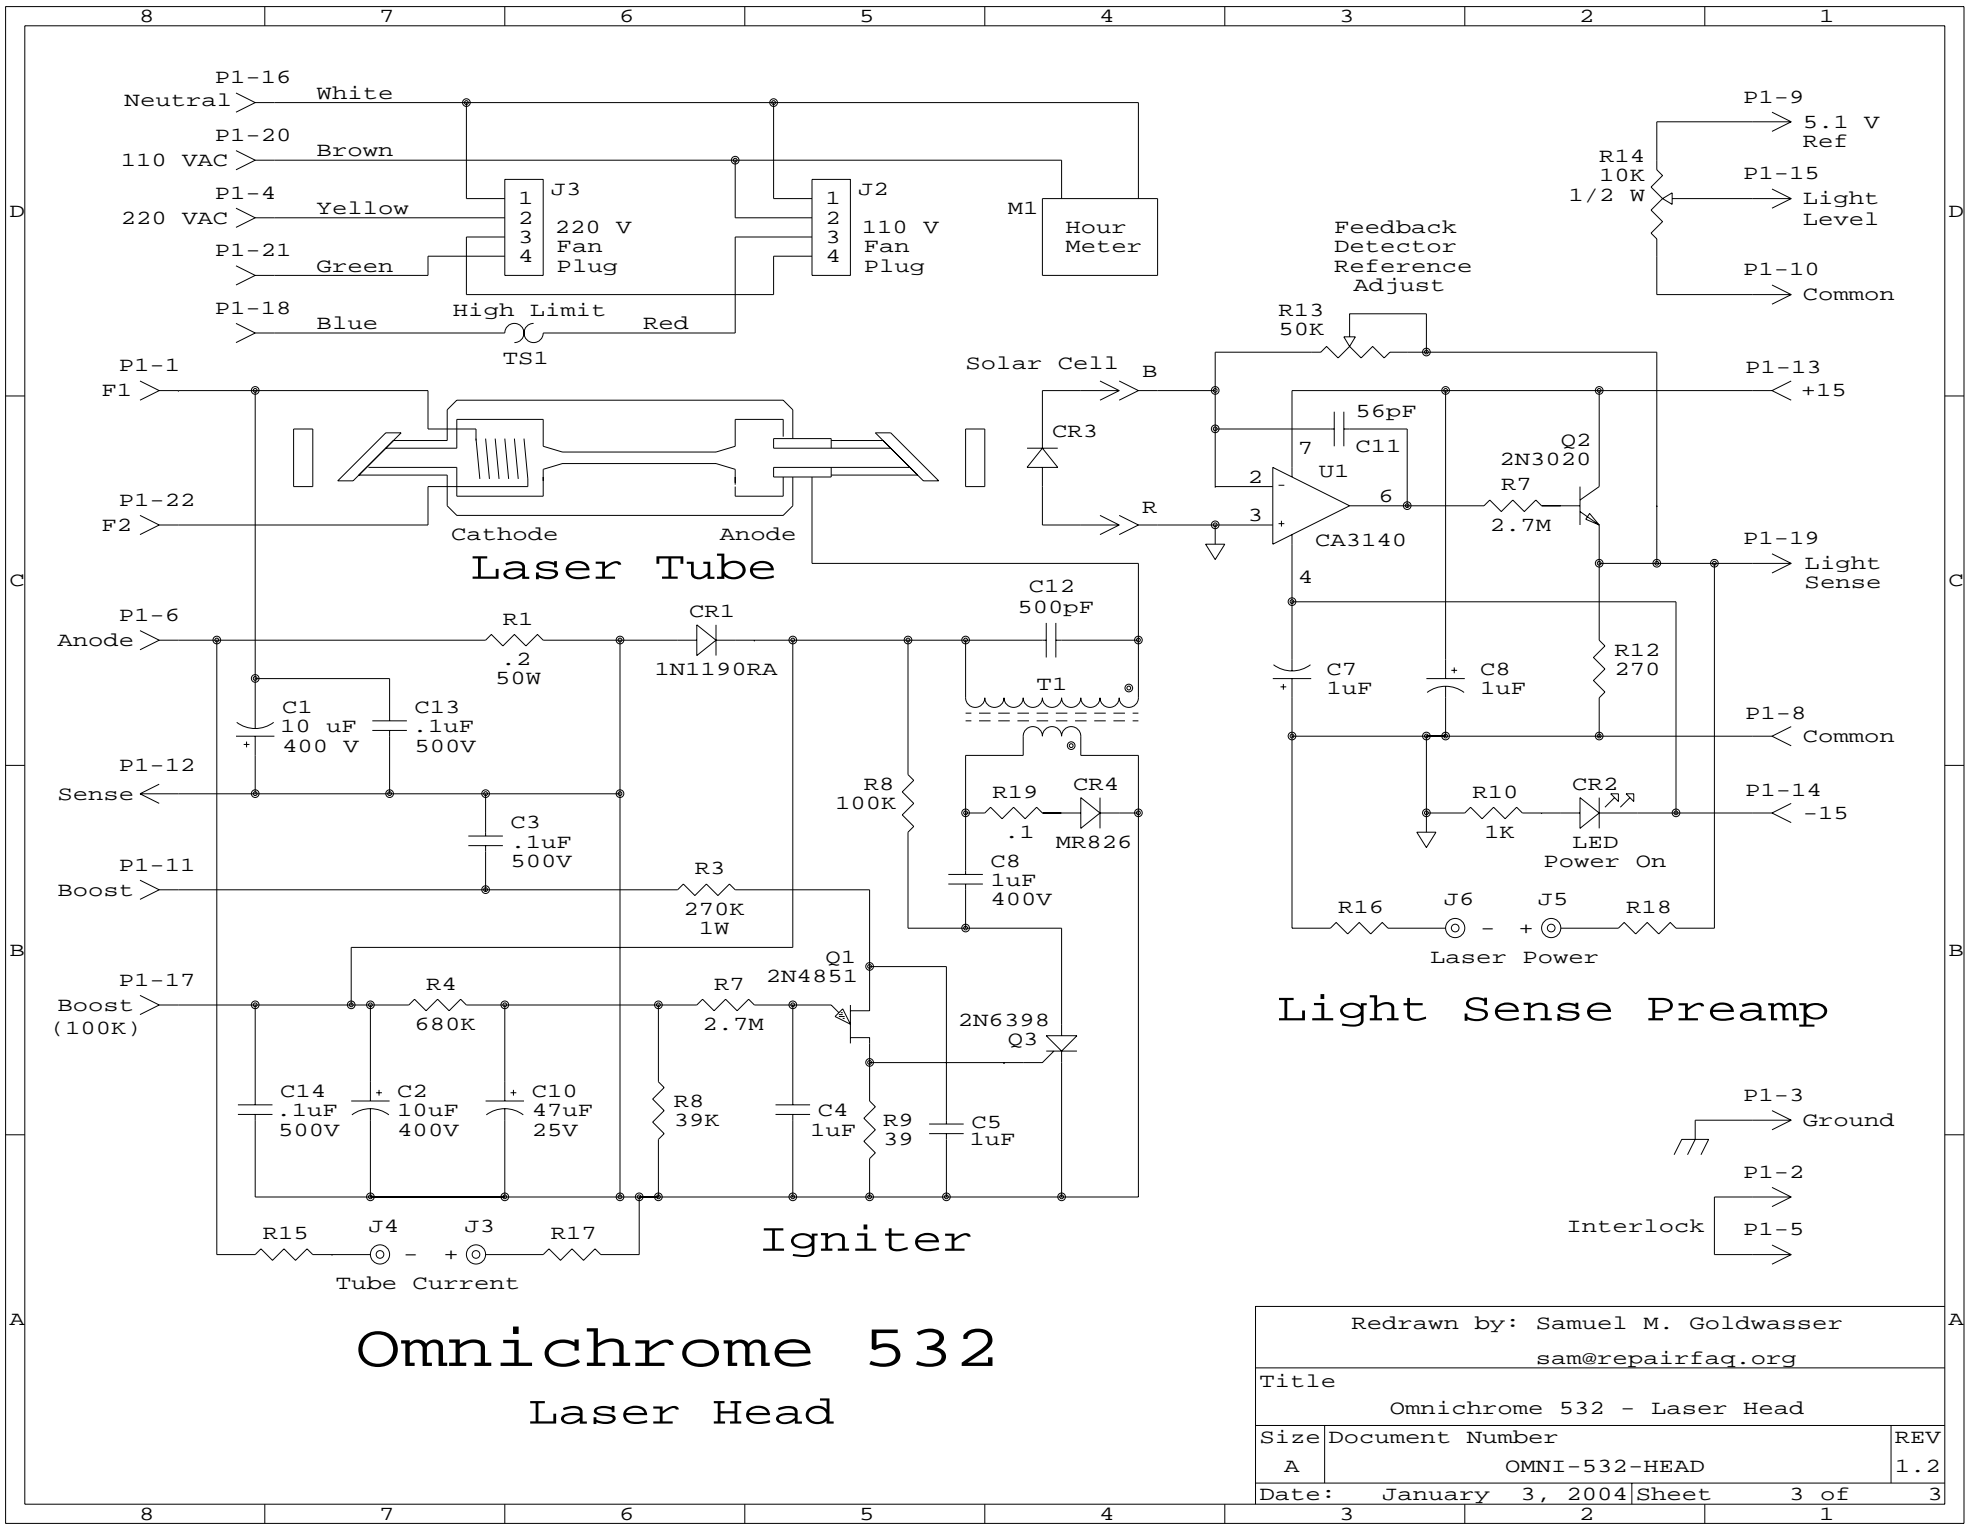 8 7 6 5 4 3 2 1
D
C
B
A
D
C
B
A
P1-16
Neutral
White
P1-20
110 VAC
Brown
P1-4
220 VAC
Yellow
P1-21
Green
P1-18
Blue
High Limit
TS1
Red
J3
1
2
3
4
220 V
Fan
Plug
J2
1
2
3
4
110 V
Fan
Plug
M1
Hour
Meter
P1-9
5.1 V
Ref
R14
10K
1/2 W
P1-15
Light
Level
P1-10
Common
Feedback
Detector
Reference
Adjust
R13
50K
P1-1
F1
P1-22
F2
Cathode
Anode
Laser Tube
Solar Cell
B
CR3
R
56pF
C11
7
U1
2
-
3
+
6
4
CA3140
Q2
2N3020
R7
2.7M
P1-13
+15
P1-19
Light
Sense
R12
270
C7
1uF
+
C8
1uF
+
P1-8
Common
P1-14
-15
R10
1K
CR2
LED
Power On
R16
J6
-
+
J5
R18
Laser Power
Light Sense Preamp
P1-6
Anode
R1
.2
50W
CR1
1N1190RA
C12
500pF
T1
C1
10 uF
400 V
+
C13
.1uF
500V
P1-12
Sense
C3
.1uF
500V
P1-11
Boost
R3
270K
1W
R8
100K
R19
.1
CR4
MR826
C8
1uF
400V
P1-17
Boost
(100K)
R4
680K
R7
2.7M
Q1
2N4851
2N6398
Q3
C14
.1uF
500V
+
C2
10uF
400V
+
C10
47uF
25V
R8
39K
C4
1uF
R9
39
C5
1uF
R15
J4
-
+
J3
R17
Tube Current
Igniter
P1-3
Ground
P1-2
Interlock
P1-5
Omnichrome 532
Laser Head
Redrawn by: Samuel M. Goldwasser
sam@repairfaq.org
Title
Omnichrome 532 - Laser Head
Size Document Number REV
A OMNI-532-HEAD 1.2
Date: January 3, 2004 Sheet 3 of 3
8 7 6 5 4 3 2 1